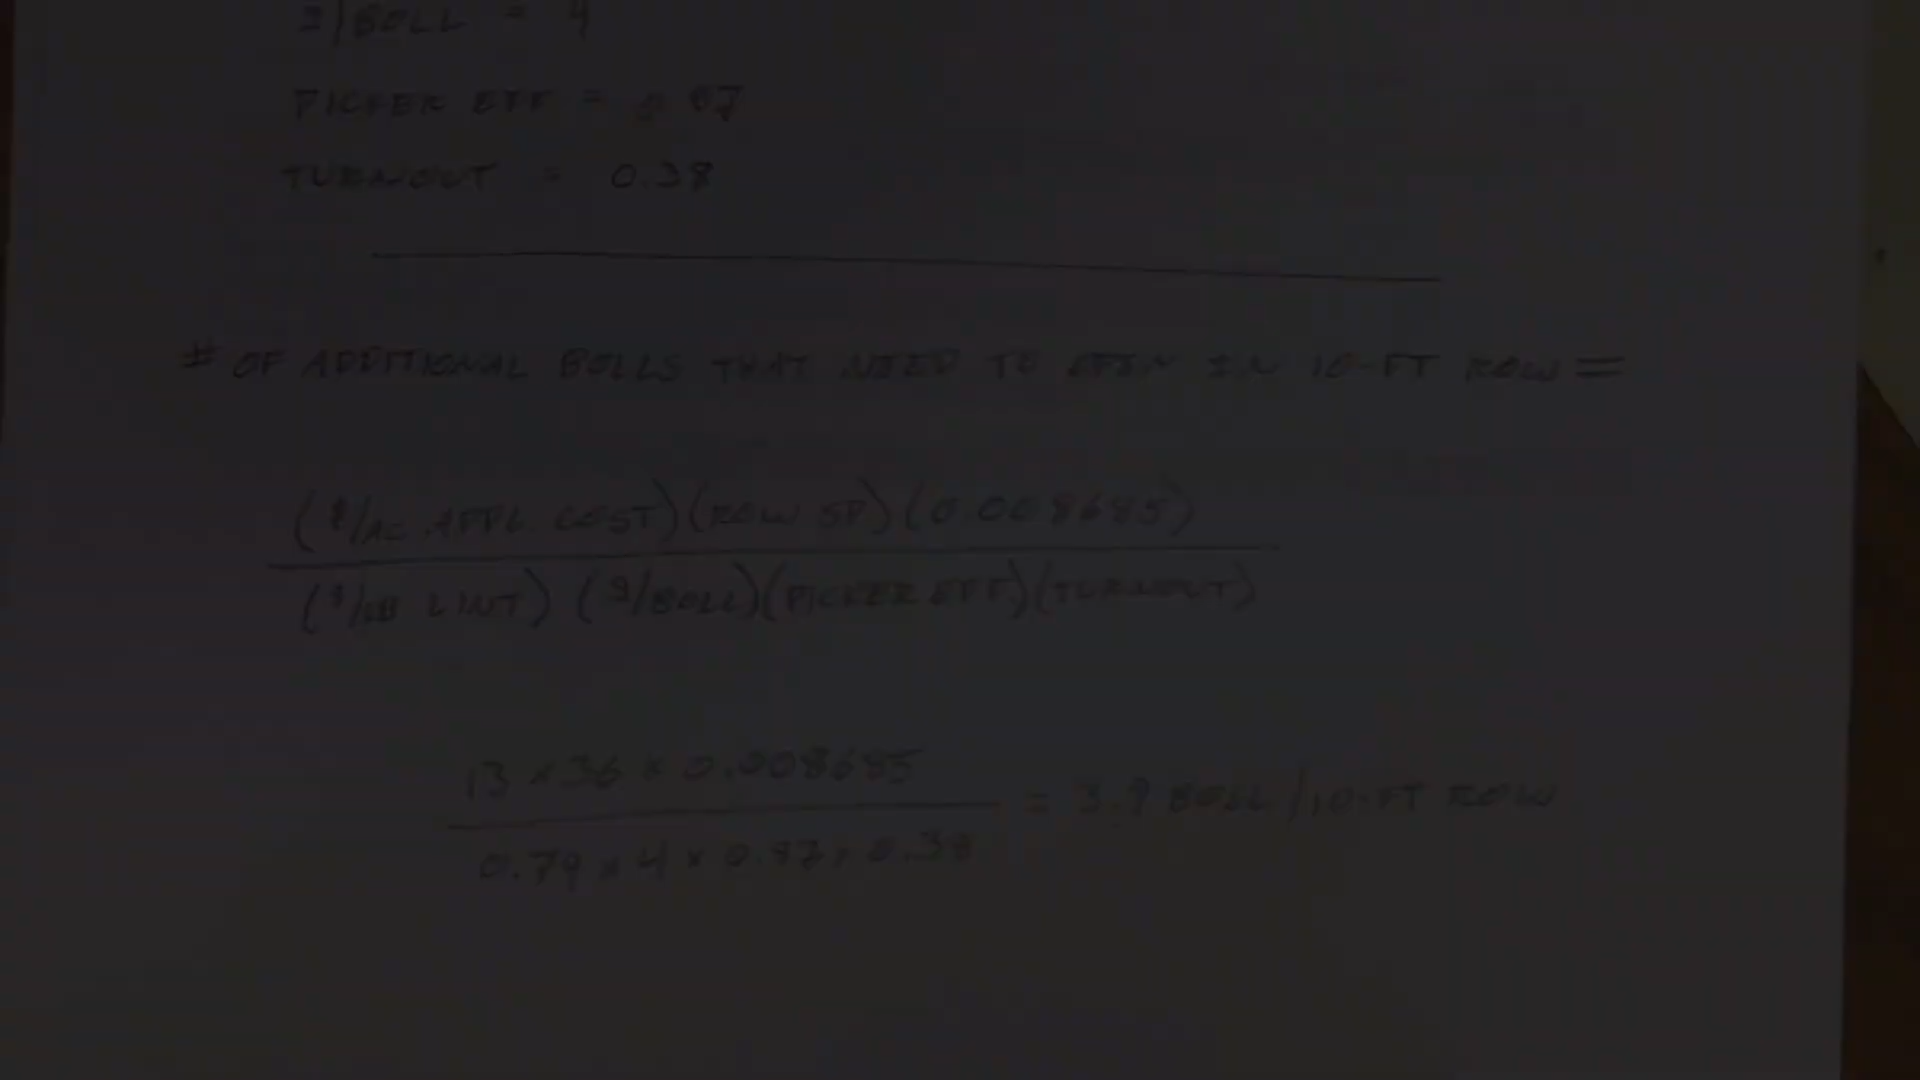 g/BOLL = 4
PICKER EFF = 0.87
TURNOUT = 0.38
# OF ADDITIONAL BOLLS THAT NEED TO OPEN IN 10-FT ROW =
($/AC APPL COST)(ROW SP)(0.008685)
($/LB LINT) (g/BOLL)(PICKER EFF)(TURNOUT)
13 x 36 x 0.008685
= 3.9 BOLL/10-FT ROW
0.79 x 4 x 0.87 x 0.38